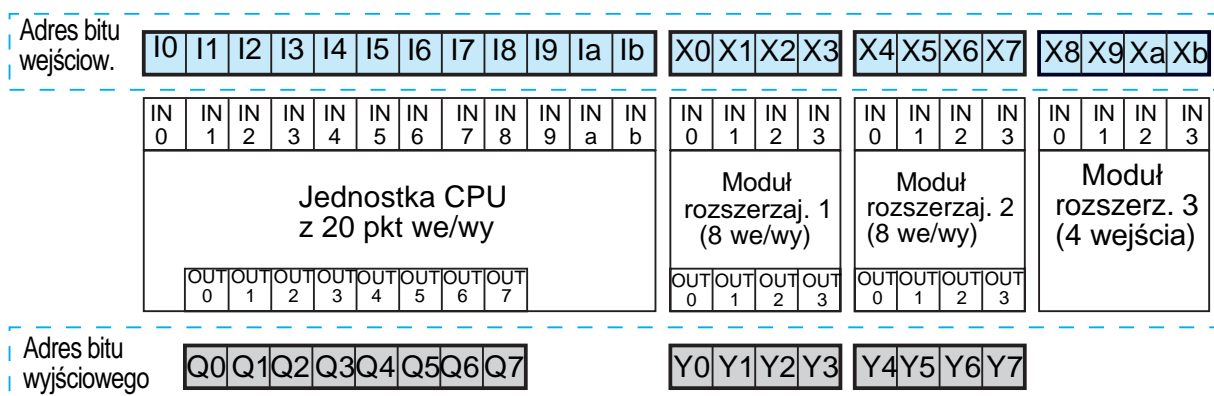 Adres bitu
wejściow.
I0 I1 I2 I3 I4 I5 I6 I7 I8 I9 Ia Ib X0 X1 X2 X3 X4 X5 X6 X7 X8 X9 Xa Xb
IN IN IN IN IN IN IN IN IN IN IN IN IN IN IN IN IN IN IN IN IN IN IN IN
0 1 2 3 4 5 6 7 8 9 a b 0 1 2 3 0 1 2 3 0 1 2 3
Jednostka CPU
z 20 pkt we/wy
Moduł
rozszerzaj. 1
(8 we/wy)
Moduł
rozszerzaj. 2
(8 we/wy)
Moduł
rozszerz. 3
(4 wejścia)
OUT OUT OUT OUT OUT OUT OUT OUT OUT OUT OUT OUT OUT OUT OUT OUT
0 1 2 3 4 5 6 7 0 1 2 3 0 1 2 3
Adres bitu
wyjściowego
Q0 Q1 Q2 Q3 Q4 Q5 Q6 Q7 Y0 Y1 Y2 Y3 Y4 Y5 Y6 Y7